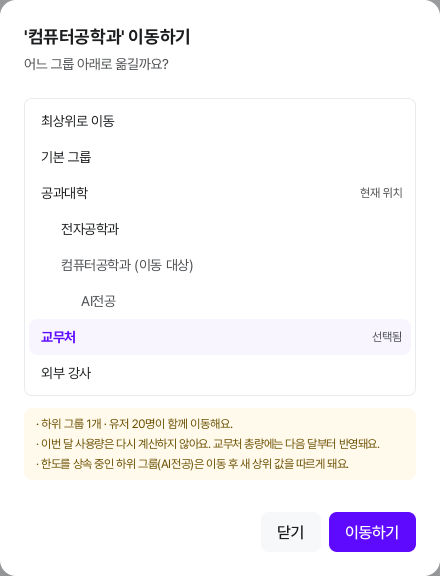 '컴퓨터공학과' 이동하기
어느 그룹 아래로 옮길까요?
최상위로 이동
기본 그룹
공과대학 현재 위치
전자공학과
컴퓨터공학과 (이동 대상)
AI전공
교무처 선택됨
외부 강사
· 하위 그룹 1개 · 유저 20명이 함께 이동해요.
· 이번 달 사용량은 다시 계산하지 않아요. 교무처 총량에는 다음 달부터 반영돼요.
· 한도를 상속 중인 하위 그룹(AI전공)은 이동 후 새 상위 값을 따르게 돼요.
닫기 이동하기